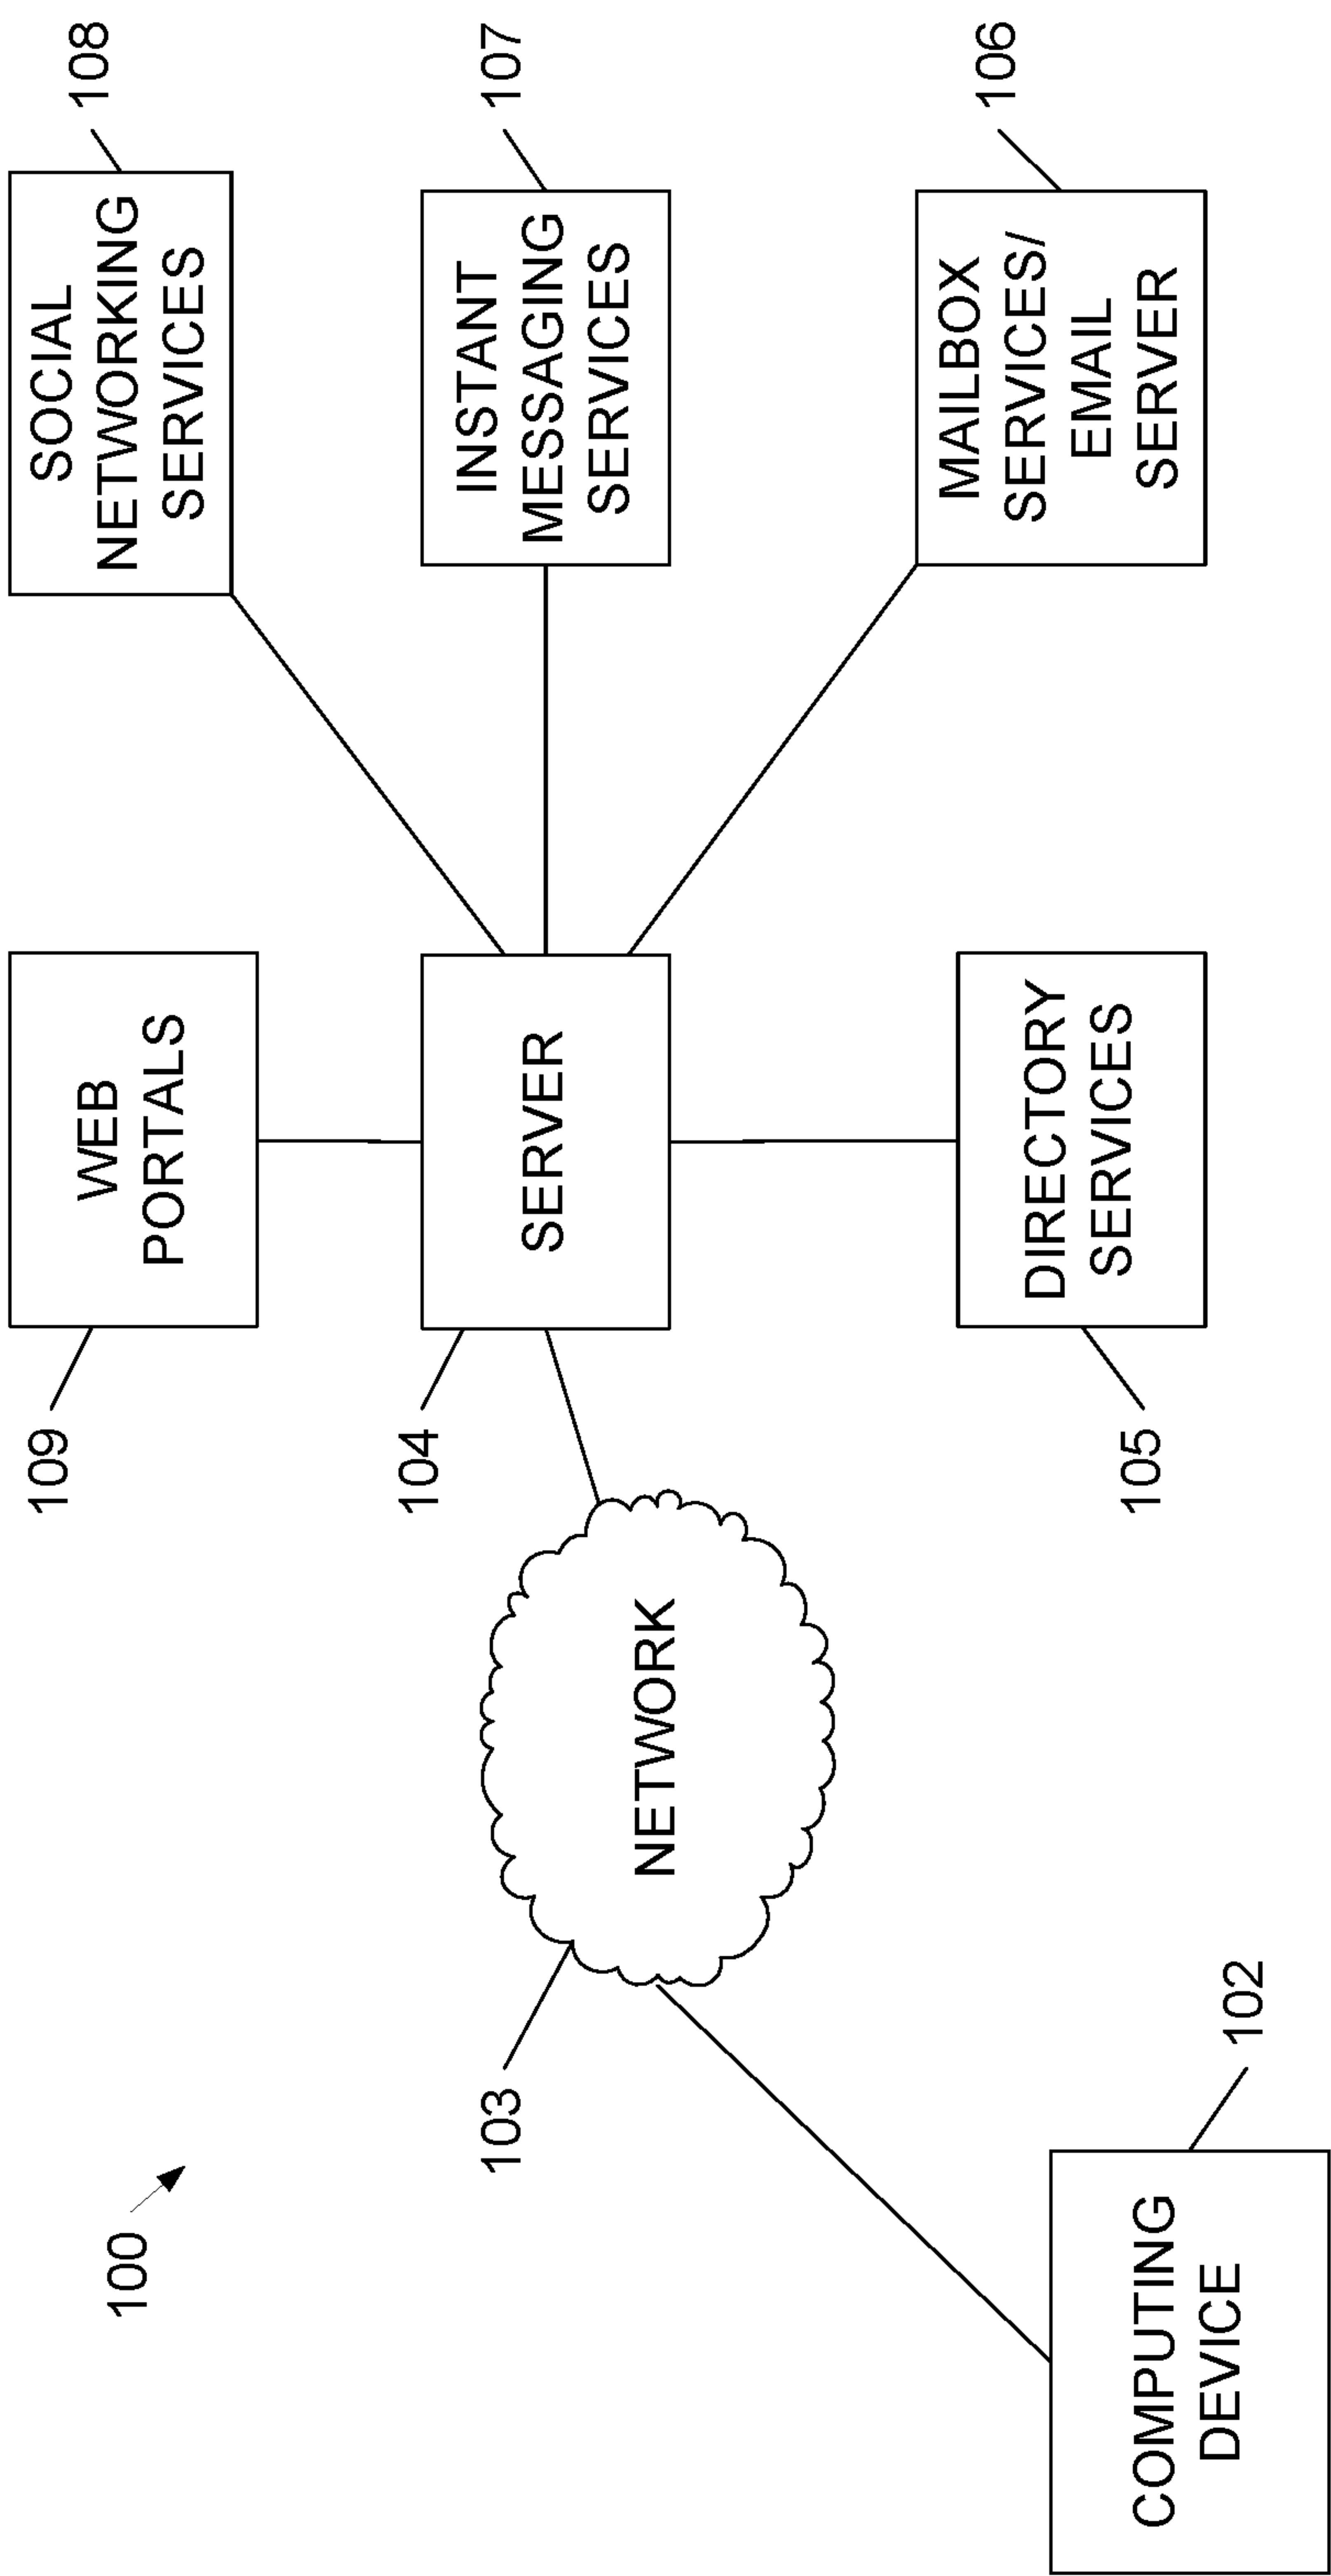 100
109
WEB
PORTALS
108
SOCIAL
NETWORKING
SERVICES
103
NETWORK
104
SERVER
107
INSTANT
MESSAGING
SERVICES
102
COMPUTING
DEVICE
105
DIRECTORY
SERVICES
106
MAILBOX
SERVICES/
EMAIL
SERVER